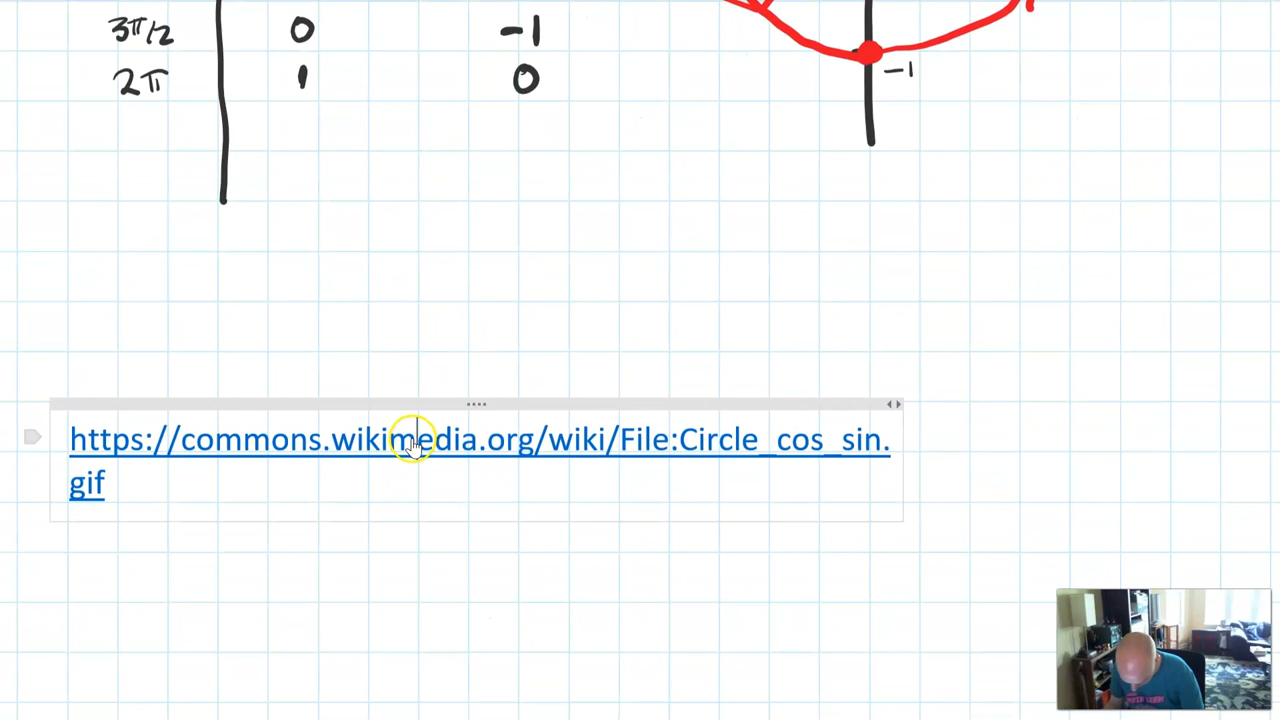 3π/2 0 -1
2π 1 0
-1
https://commons.wikimedia.org/wiki/File:Circle_cos_sin.
gif